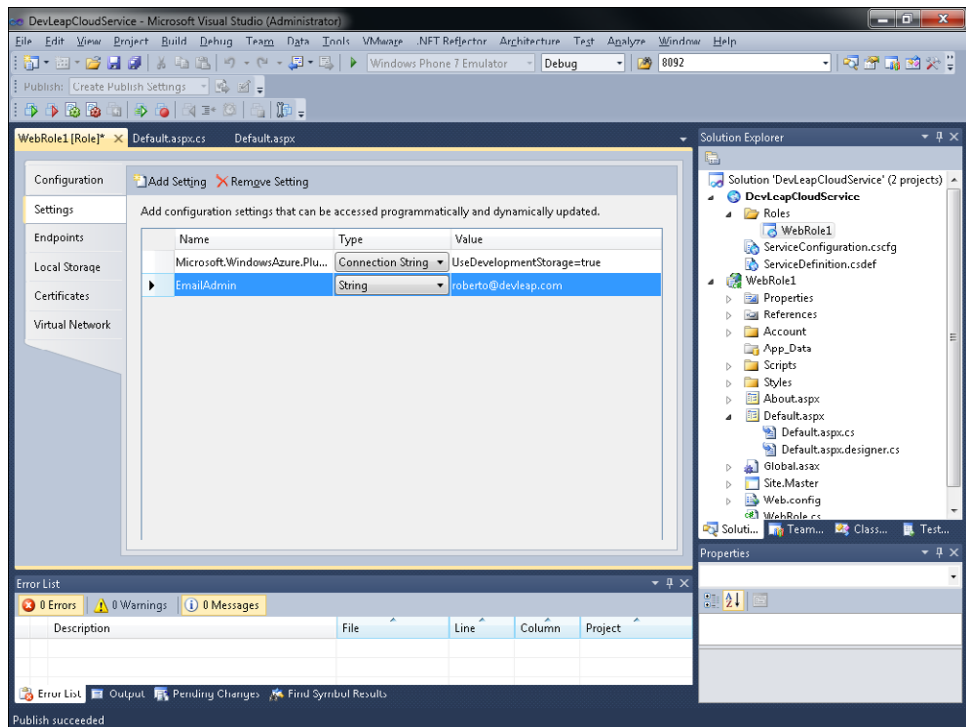 DevLeapCloudService - Microsoft Visual Studio (Administrator)
File Edit View Project Build Debug Team Data Tools VMware .NET Reflector Architecture Test Analyze Window Help
Windows Phone 7 Emulator Debug 8092
Publish: Create Publish Settings
WebRole1 [Role]* Default.aspx.cs Default.aspx
Configuration
Settings
Endpoints
Local Storage
Certificates
Virtual Network
Add Setting Remove Setting
Add configuration settings that can be accessed programmatically and dynamically updated.
Name Type Value
Microsoft.WindowsAzure.Plu... Connection String UseDevelopmentStorage=true
EmailAdmin String roberto@devleap.com
Solution Explorer
Solution 'DevLeapCloudService' (2 projects)
DevLeapCloudService
Roles
WebRole1
ServiceConfiguration.cscfg
ServiceDefinition.csdef
WebRole1
Properties
References
Account
App_Data
Scripts
Styles
About.aspx
Default.aspx
Default.aspx.cs
Default.aspx.designer.cs
Global.asax
Site.Master
Web.config
WebRole.cs
Soluti... Team... Class... Test...
Properties
Error List
0 Errors 0 Warnings 0 Messages
Description File Line Column Project
Error List Output Pending Changes Find Symbol Results
Publish succeeded